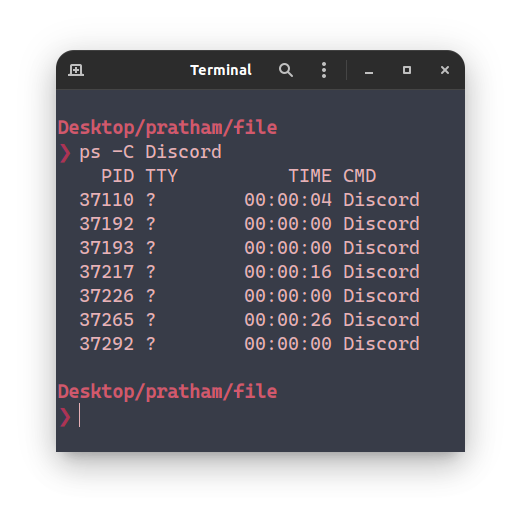 Terminal
Desktop/pratham/file
❯ ps -C Discord
    PID TTY          TIME CMD
  37110 ?        00:00:04 Discord
  37192 ?        00:00:00 Discord
  37193 ?        00:00:00 Discord
  37217 ?        00:00:16 Discord
  37226 ?        00:00:00 Discord
  37265 ?        00:00:26 Discord
  37292 ?        00:00:00 Discord
Desktop/pratham/file
❯